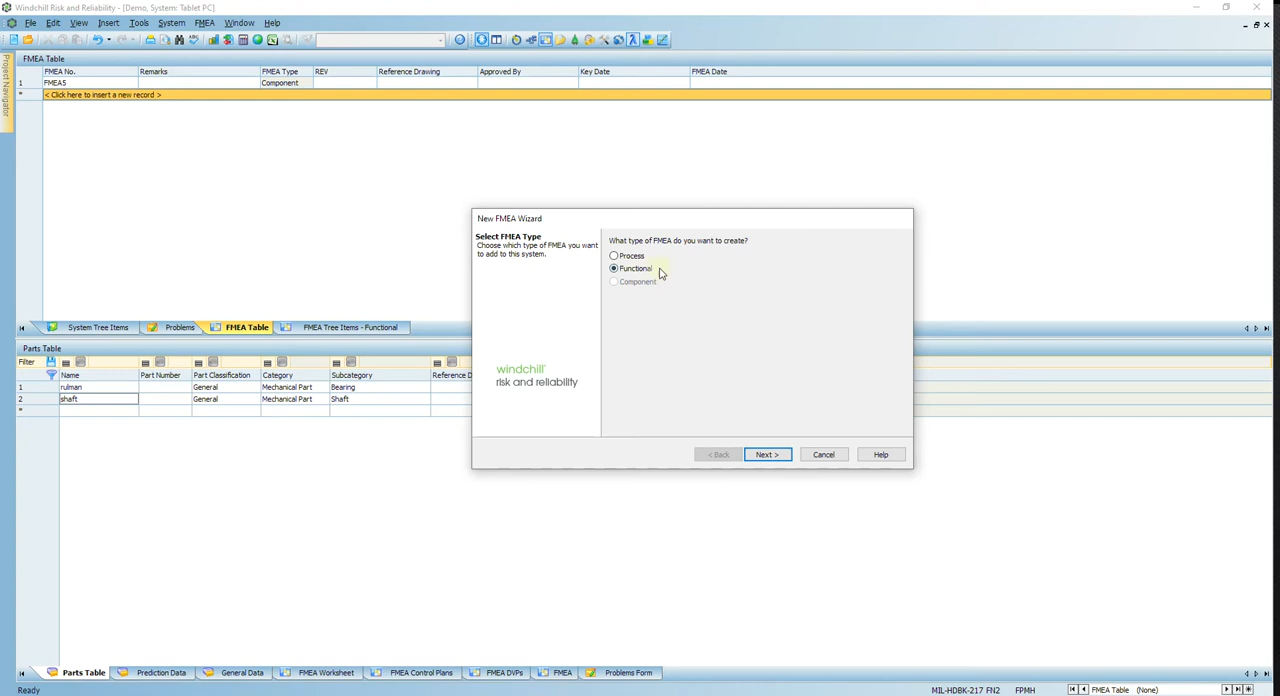 Windchill Risk and Reliability - [Demo, System: Tablet PC]
File Edit View Insert Tools System FMEA Window Help
Project Navigator
FMEA Table
FMEA No. Remarks FMEA Type REV Reference Drawing Approved By Key Date FMEA Date
1 FMEA5 Component
* < Click here to insert a new record >
New FMEA Wizard
Select FMEA Type
Choose which type of FMEA you want
to add to this system.
What type of FMEA do you want to create?
Process
Functional
Component
windchill
risk and reliability
< Back Next > Cancel Help
System Tree Items Problems FMEA Table FMEA Tree Items - Functional
Parts Table
Filter
Name Part Number Part Classification Category Subcategory Reference D
1 rulman General Mechanical Part Bearing
2 shaft General Mechanical Part Shaft
*
Parts Table Prediction Data General Data FMEA Worksheet FMEA Control Plans FMEA DVPs FMEA Problems Form
Ready MIL-HDBK-217 FN2 FPMH FMEA Table (None)